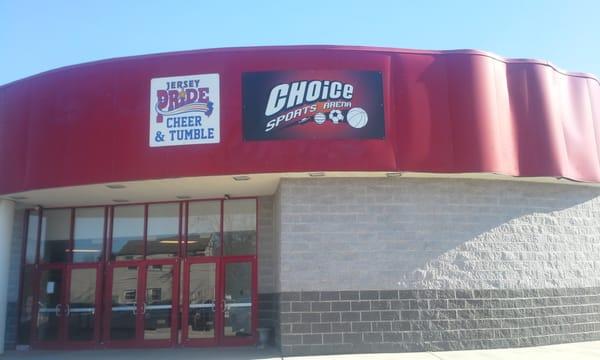 JERSEY
PRIDE
CHEER
& TUMBLE
CHOiCE
SPORTS ARENA